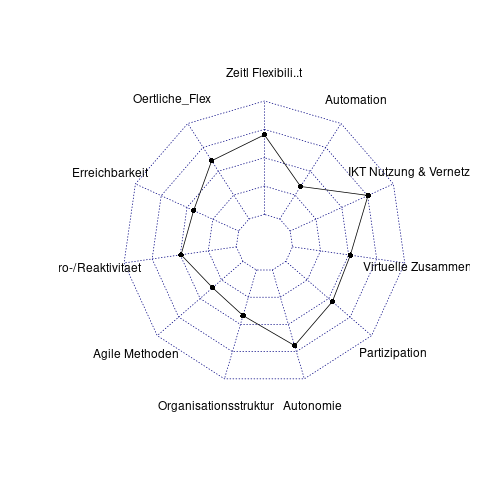 Zeitl Flexibili..t
Oertliche_Flex
Automation
Erreichbarkeit
IKT Nutzung & Vernetz
ro-/Reaktivitaet
Virtuelle Zusammen
Agile Methoden
Partizipation
Organisationsstruktur
Autonomie